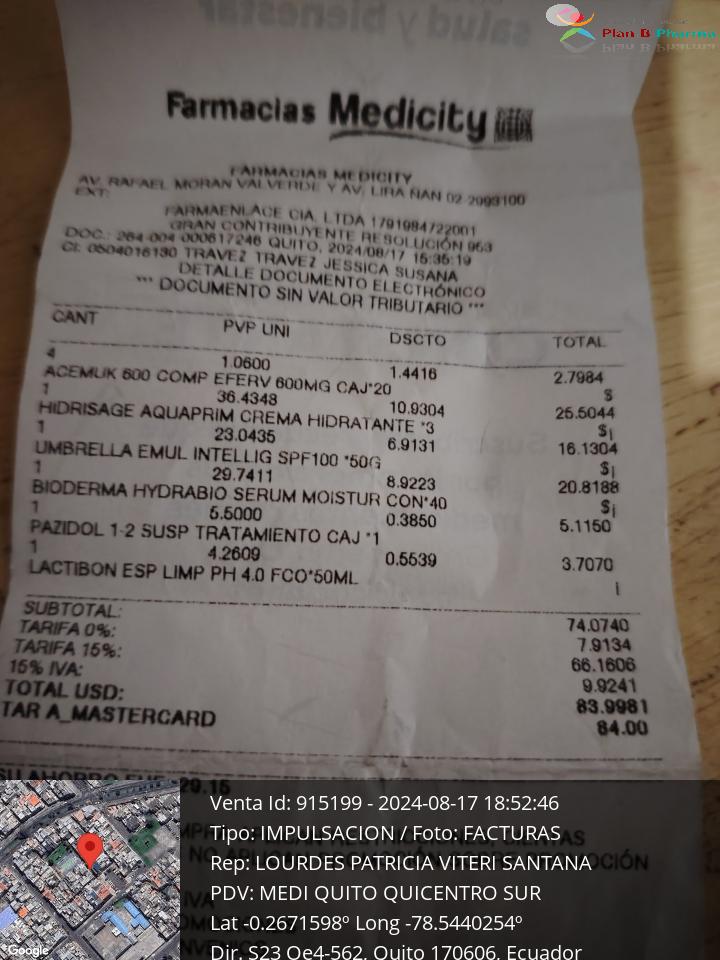 Plan B Pharma
salud y bienestar
Farmacias Medicity
FARMACIAS MEDICITY
AV. RAFAEL MORAN VALVERDE Y AV. LIRA ÑAN 02-2993100
EXT:
FARMAENLACE CIA. LTDA 1791984722001
GRAN CONTRIBUYENTE RESOLUCIÓN 953
DOC.: 264-004-000617246 QUITO, 2024/08/17 15:35:19
CI: 0504016130 TRAVEZ TRAVEZ JESSICA SUSANA
DETALLE DOCUMENTO ELECTRÓNICO
*** DOCUMENTO SIN VALOR TRIBUTARIO ***
CANT PVP UNI DSCTO TOTAL
4 1.0600 1.4416 2.7984
ACEMUK 600 COMP EFERV 600MG CAJ*20 $
1 36.4348 10.9304 25.5044
HIDRISAGE AQUAPRIM CREMA HIDRATANTE *3 $¡
1 23.0435 6.9131 16.1304
UMBRELLA EMUL INTELLIG SPF100 *50G $¡
1 29.7411 8.9223 20.8188
BIODERMA HYDRABIO SERUM MOISTUR CON*40 $¡
1 5.5000 0.3850 5.1150
PAZIDOL 1-2 SUSP TRATAMIENTO CAJ *1
1 4.2609 0.5539 3.7070
LACTIBON ESP LIMP PH 4.0 FCO*50ML ¡
SUBTOTAL: 74.0740
TARIFA 0%: 7.9134
TARIFA 15%: 66.1606
15% IVA: 9.9241
TOTAL USD: 83.9981
TAR A_MASTERCARD 84.00
SU AHORRO FUE 29.15
Venta Id: 915199 - 2024-08-17 18:52:46
Tipo: IMPULSACION / Foto: FACTURAS
Rep: LOURDES PATRICIA VITERI SANTANA
PDV: MEDI QUITO QUICENTRO SUR
Lat -0.2671598º Long -78.5440254º
Dir. S23 Oe4-562, Quito 170606, Ecuador
Google